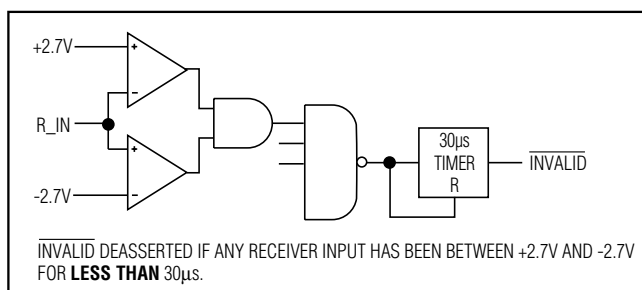 +2.7V
+
-
R_IN
+
-2.7V
-
30µs
TIMER
R
INVALID
INVALID DEASSERTED IF ANY RECEIVER INPUT HAS BEEN BETWEEN +2.7V AND -2.7V
FOR LESS THAN 30µs.